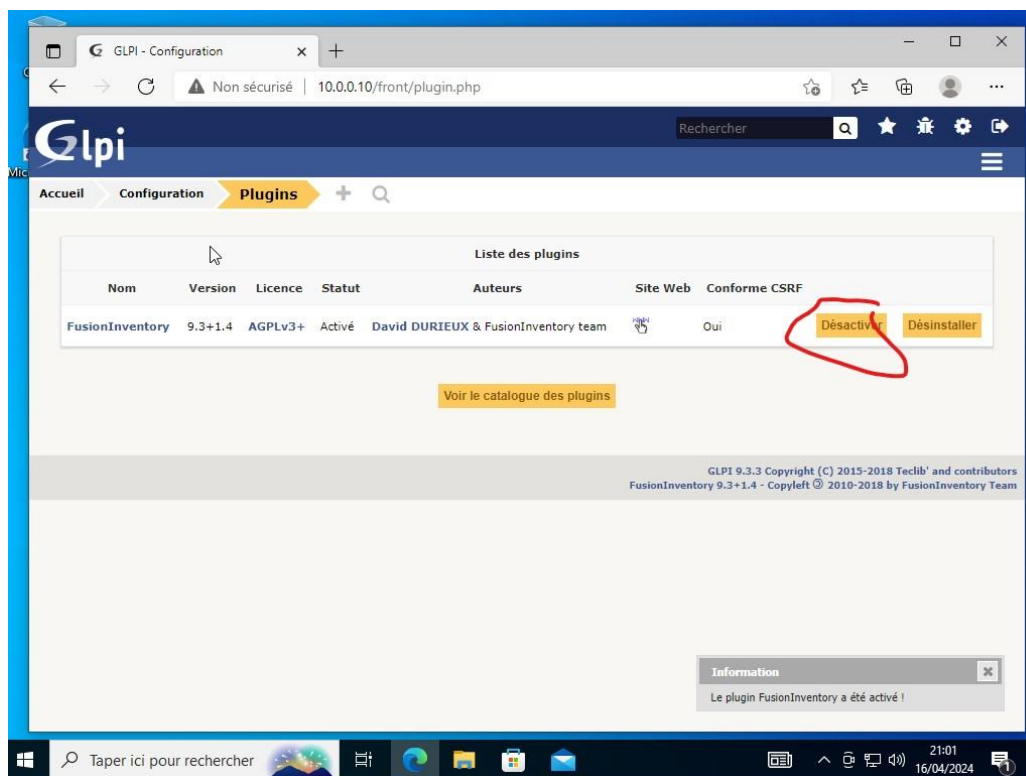 GLPI - Configuration
Non sécurisé | 10.0.0.10/front/plugin.php
Glpi
Rechercher
Mic
Accueil Configuration Plugins
Liste des plugins
Nom Version Licence Statut Auteurs Site Web Conforme CSRF
FusionInventory 9.3+1.4 AGPLv3+ Activé David DURIEUX & FusionInventory team Oui Désactiver Désinstaller
Voir le catalogue des plugins
GLPI 9.3.3 Copyright (C) 2015-2018 Teclib' and contributors
FusionInventory 9.3+1.4 - Copyleft 🄯 2010-2018 by FusionInventory Team
Information
Le plugin FusionInventory a été activé !
Taper ici pour rechercher
21:01
16/04/2024
1